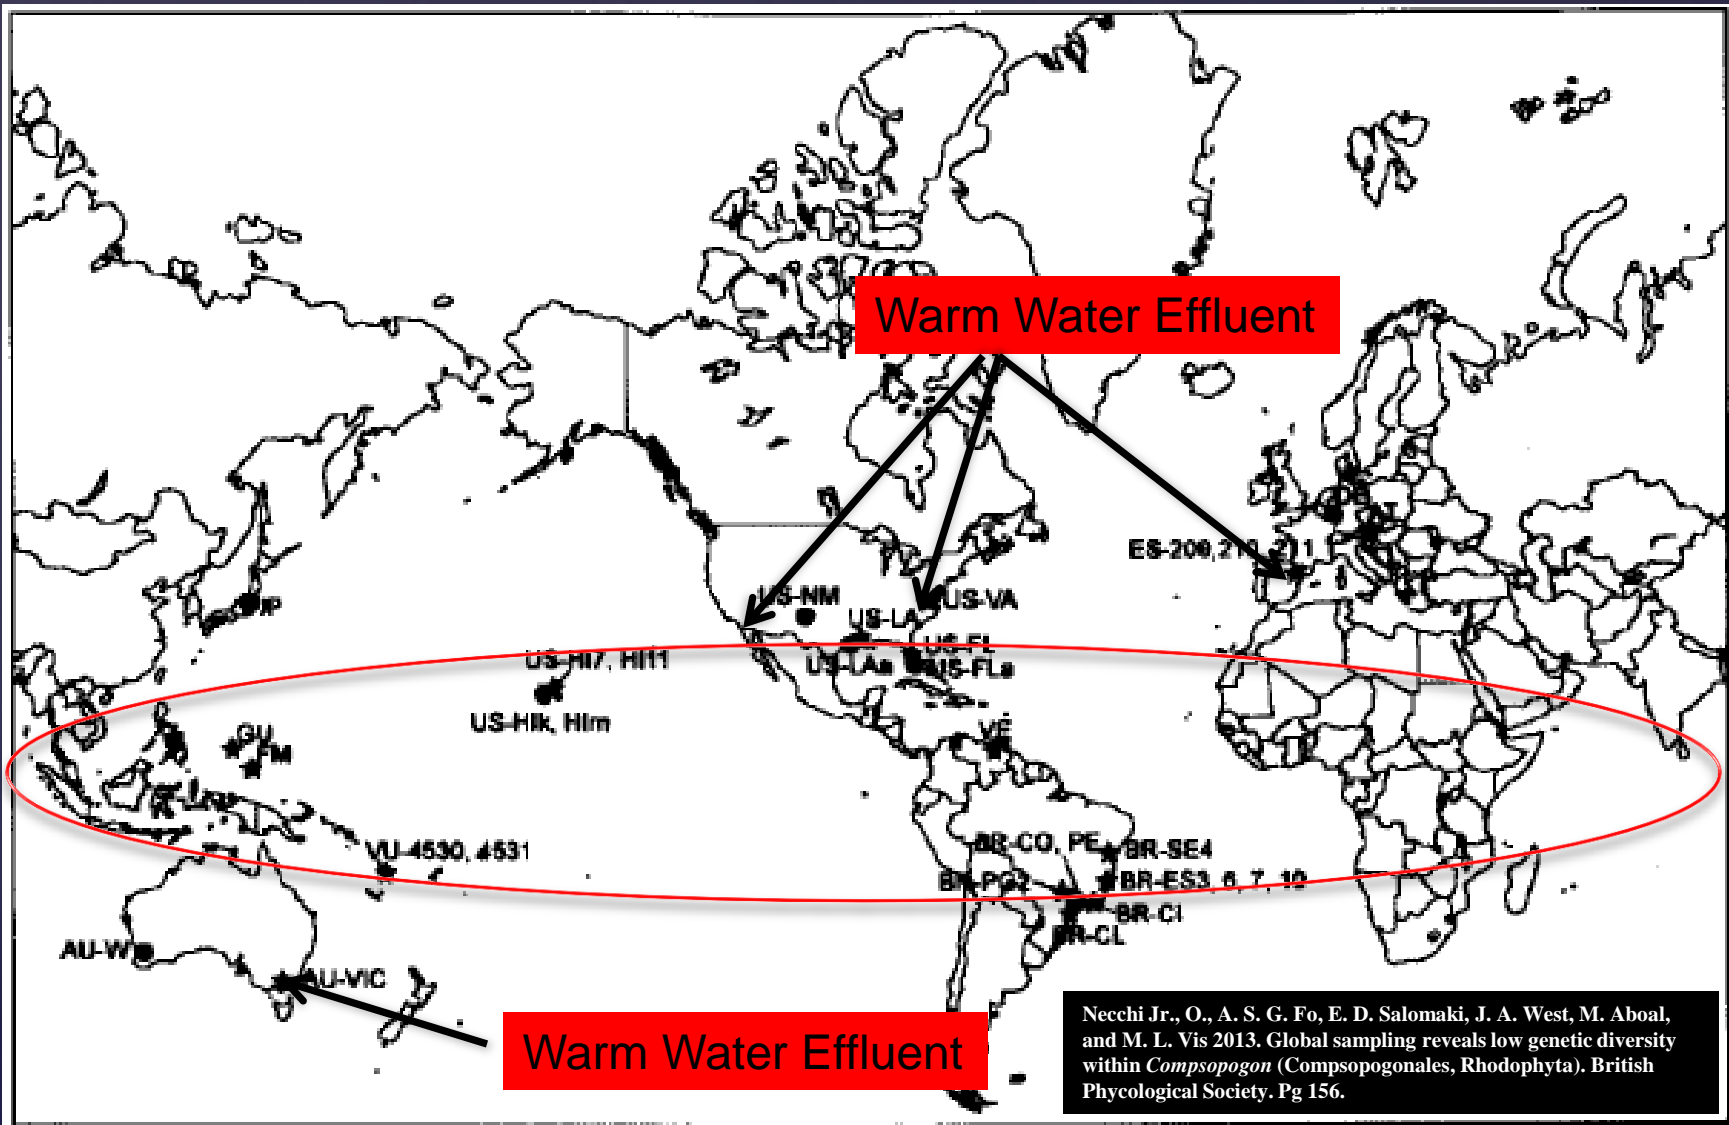 Warm Water Effluent
ES-209,210, 211
JP
US-NM
US-VA
US-LA
US-FL
US-HI7, HI11
US-LAa
US-FLa
US-HIk, HIm
VE
GU
FM
BR-CO, PE
BR-SE4
VU-4530, 4531
BR-PG2
BR-ES3, 6, 7, 10
BR-CI
BR-CL
AU-W
AU-VIC
Warm Water Effluent
Necchi Jr., O., A. S. G. Fo, E. D. Salomaki, J. A. West, M. Aboal,
and M. L. Vis 2013. Global sampling reveals low genetic diversity
within Compsopogon (Compsopogonales, Rhodophyta). British
Phycological Society. Pg 156.